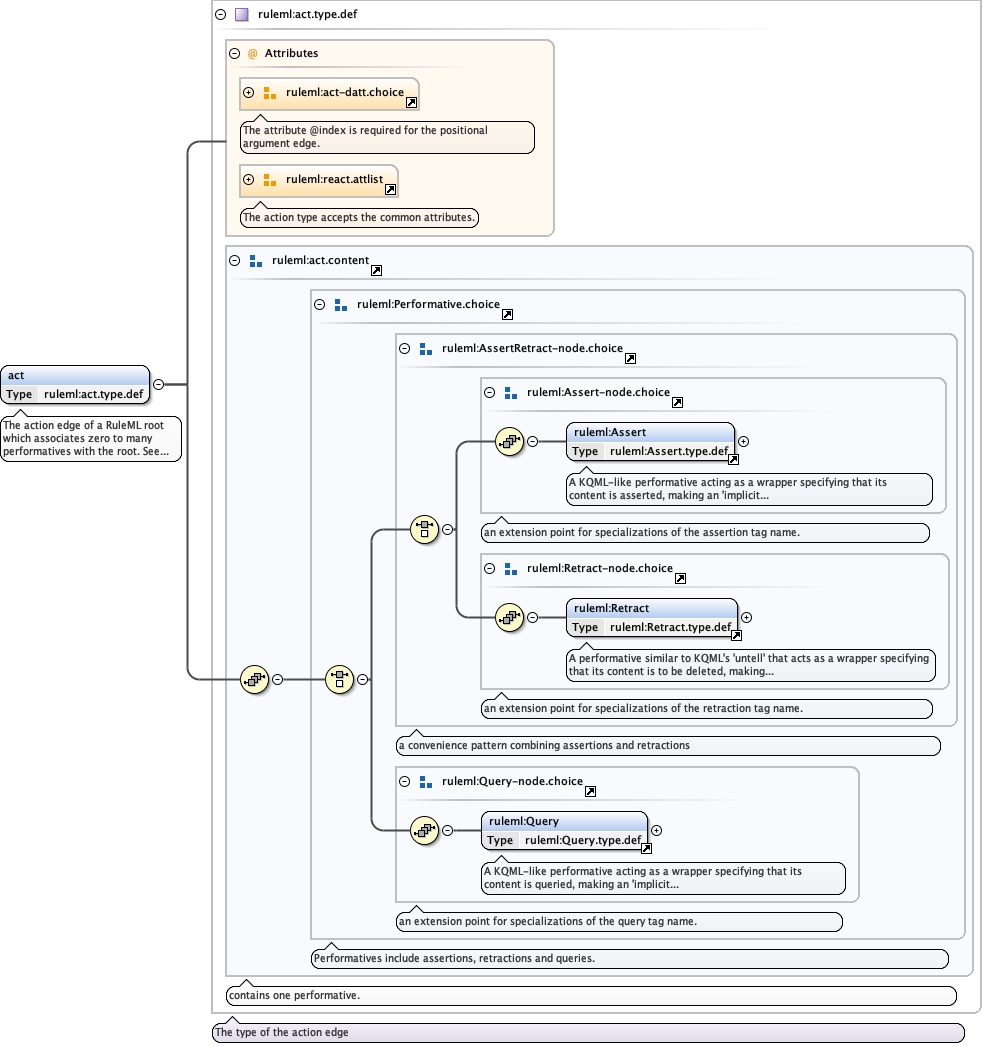 ruleml:act.type.def
@ Attributes
ruleml:act-datt.choice
The attribute @index is required for the positional
argument edge.
ruleml:react.attlist
The action type accepts the common attributes.
ruleml:act.content
ruleml:Performative.choice
ruleml:AssertRetract-node.choice
ruleml:Assert-node.choice
act
Type ruleml:act.type.def
The action edge of a RuleML root
which associates zero to many
performatives with the root. See...
ruleml:Assert
Type ruleml:Assert.type.def
A KQML-like performative acting as a wrapper specifying that its
content is asserted, making an 'implicit...
an extension point for specializations of the assertion tag name.
ruleml:Retract-node.choice
ruleml:Retract
Type ruleml:Retract.type.def
A performative similar to KQML's 'untell' that acts as a wrapper specifying
that its content is to be deleted, making...
an extension point for specializations of the retraction tag name.
a convenience pattern combining assertions and retractions
ruleml:Query-node.choice
ruleml:Query
Type ruleml:Query.type.def
A KQML-like performative acting as a wrapper specifying that its
content is queried, making an 'implicit...
an extension point for specializations of the query tag name.
Performatives include assertions, retractions and queries.
contains one performative.
The type of the action edge